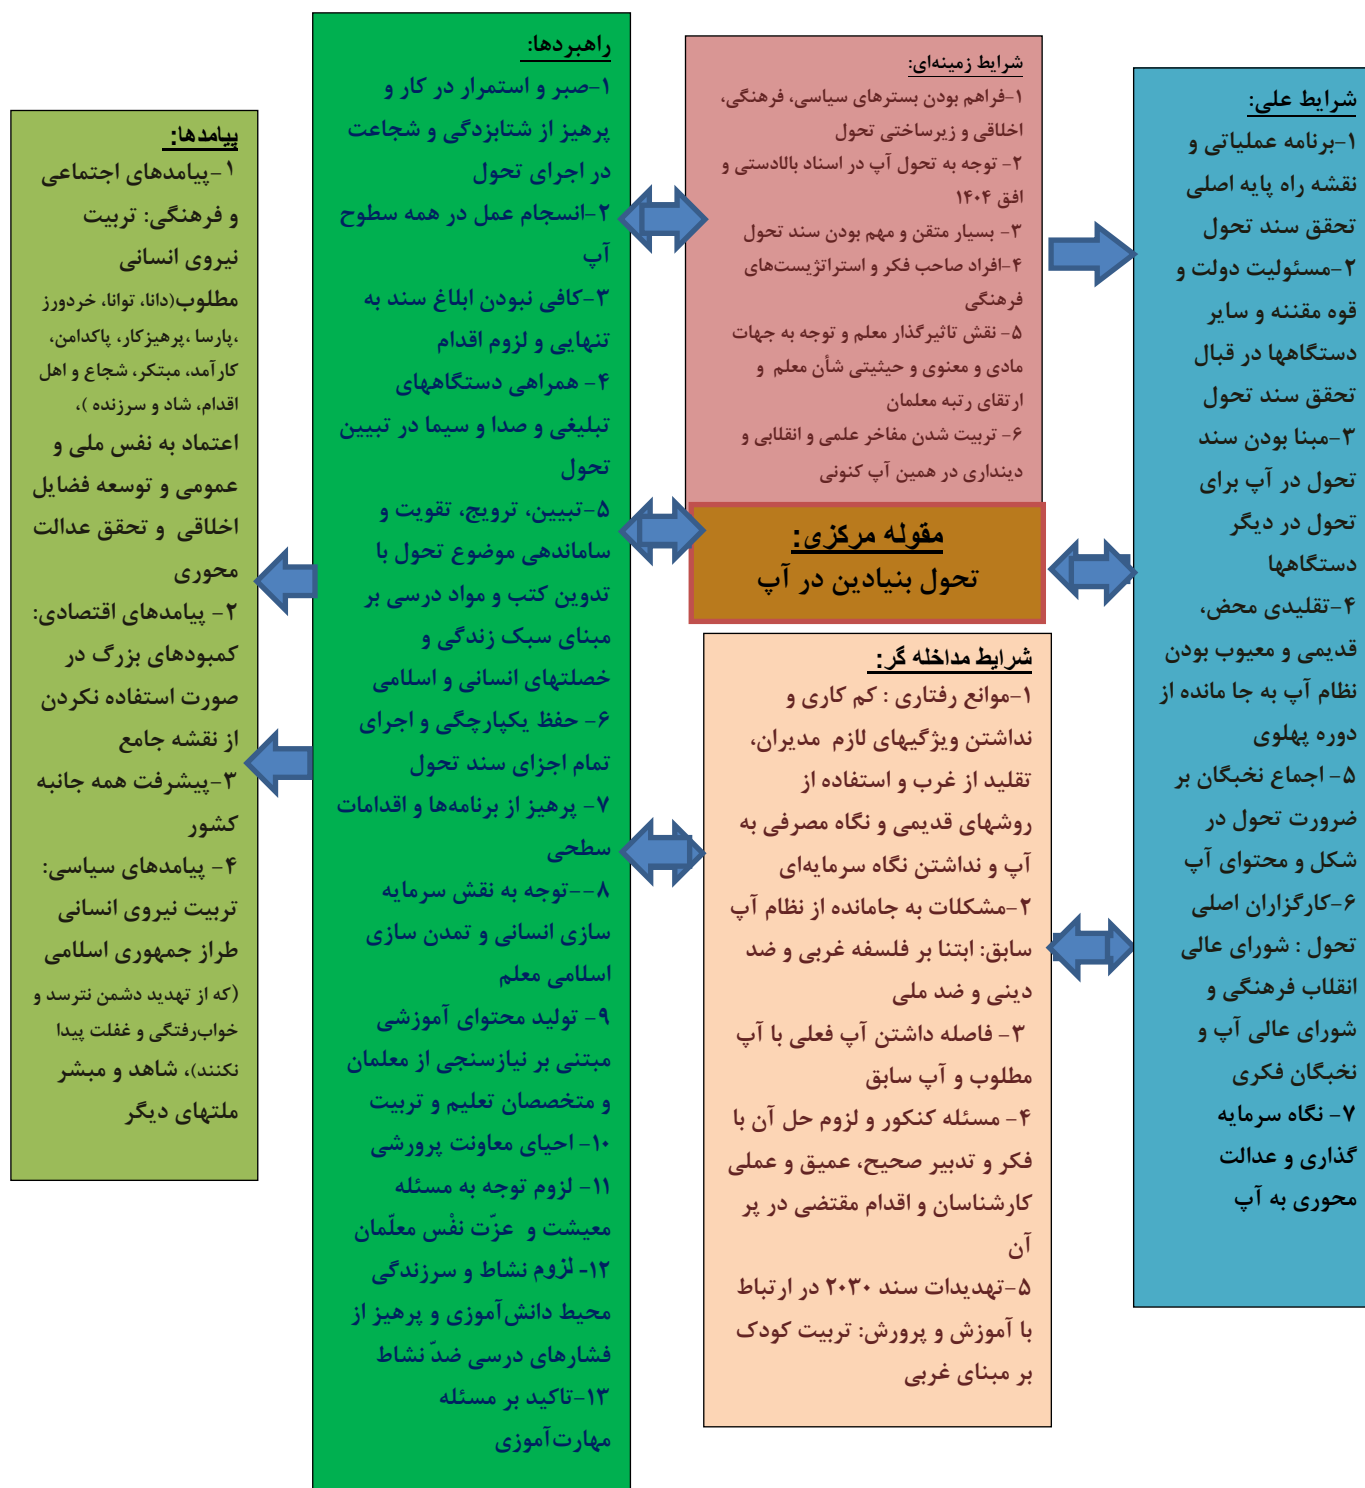 شرایط علی:
۱-برنامه عملیاتی و
نقشه راه پایه اصلی
تحقق سند تحول
۲-مسئولیت دولت و
قوه مقننه و سایر
دستگاهها در قبال
تحقق سند تحول
۳-مبنا بودن سند
تحول در آپ برای
تحول در دیگر
دستگاهها
۴-تقلیدی محض،
قدیمی و معیوب بودن
نظام آپ به جا مانده از
دوره پهلوی
۵- اجماع نخبگان بر
ضرورت تحول در
شکل و محتوای آپ
۶-کارگزاران اصلی
تحول : شورای عالی
انقلاب فرهنگی و
شورای عالی آپ و
نخبگان فکری
۷- نگاه سرمایه
گذاری و عدالت
محوری به آپ
شرایط زمینه‌ای:
۱-فراهم بودن بسترهای سیاسی، فرهنگی،
اخلاقی و زیرساختی تحول
۲- توجه به تحول آپ در اسناد بالادستی و
افق ۱۴۰۴
۳- بسیار متقن و مهم بودن سند تحول
۴-افراد صاحب فکر و استراتژیست‌های
فرهنگی
۵- نقش تاثیرگذار معلم و توجه به جهات
مادی و معنوی و حیثیتی شأن معلم و
ارتقای رتبه معلمان
۶- تربیت شدن مفاخر علمی و انقلابی و
دینداری در همین آپ کنونی
مقوله مرکزی:
تحول بنیادین در آپ
شرایط مداخله گر:
۱-موانع رفتاری : کم کاری و
نداشتن ویژگیهای لازم مدیران،
تقلید از غرب و استفاده از
روشهای قدیمی و نگاه مصرفی به
آپ و نداشتن نگاه سرمایه‌ای
۲-مشکلات به جامانده از نظام آپ
سابق: ابتنا بر فلسفه غربی و ضد
دینی و ضد ملی
۳- فاصله داشتن آپ فعلی با آپ
مطلوب و آپ سابق
۴- مسئله کنکور و لزوم حل آن با
فکر و تدبیر صحیح، عمیق و عملی
کارشناسان و اقدام مقتضی در پر
آن
۵-تهدیدات سند ۲۰۳۰ در ارتباط
با آموزش و پرورش: تربیت کودک
بر مبنای غربی
راهبردها:
۱-صبر و استمرار در کار و
پرهیز از شتابزدگی و شجاعت
در اجرای تحول
۲-انسجام عمل در همه سطوح
آپ
۳-کافی نبودن ابلاغ سند به
تنهایی و لزوم اقدام
۴- همراهی دستگاههای
تبلیغی و صدا و سیما در تبیین
تحول
۵-تبیین، ترویج، تقویت و
ساماندهی موضوع تحول با
تدوین کتب و مواد درسی بر
مبنای سبک زندگی و
خصلتهای انسانی و اسلامی
۶- حفظ یکپارچگی و اجرای
تمام اجزای سند تحول
۷- پرهیز از برنامه‌ها و اقدامات
سطحی
۸--توجه به نقش سرمایه
سازی انسانی و تمدن سازی
اسلامی معلم
۹- تولید محتوای آموزشی
مبتنی بر نیازسنجی از معلمان
و متخصصان تعلیم و تربیت
۱۰- احیای معاونت پرورشی
۱۱- لزوم توجه به مسئله
معیشت و عزّت نفْس معلّمان
۱۲- لزوم نشاط و سرزندگی
محیط دانش‌آموزی و پرهیز از
فشارهای درسی ضدّ نشاط
۱۳-تاکید بر مسئله
مهارت‌آموزی
پیامدها:
۱-پیامدهای اجتماعی
و فرهنگی: تربیت
نیروی انسانی
مطلوب(دانا، توانا، خردورز
،پارسا ،پرهیزکار، پاکدامن،
کارآمد، مبتکر، شجاع و اهل
اقدام، شاد و سرزنده )،
اعتماد به نفس ملی و
عمومی و توسعه فضایل
اخلاقی و تحقق عدالت
محوری
۲- پیامدهای اقتصادی:
کمبودهای بزرگ در
صورت استفاده نکردن
از نقشه جامع
۳-پیشرفت همه جانبه
کشور
۴- پیامدهای سیاسی:
تربیت نیروی انسانی
طراز جمهوری اسلامی
(که از تهدید دشمن نترسد و
خواب‌رفتگی و غفلت پیدا
نکنند)، شاهد و مبشر
ملتهای دیگر